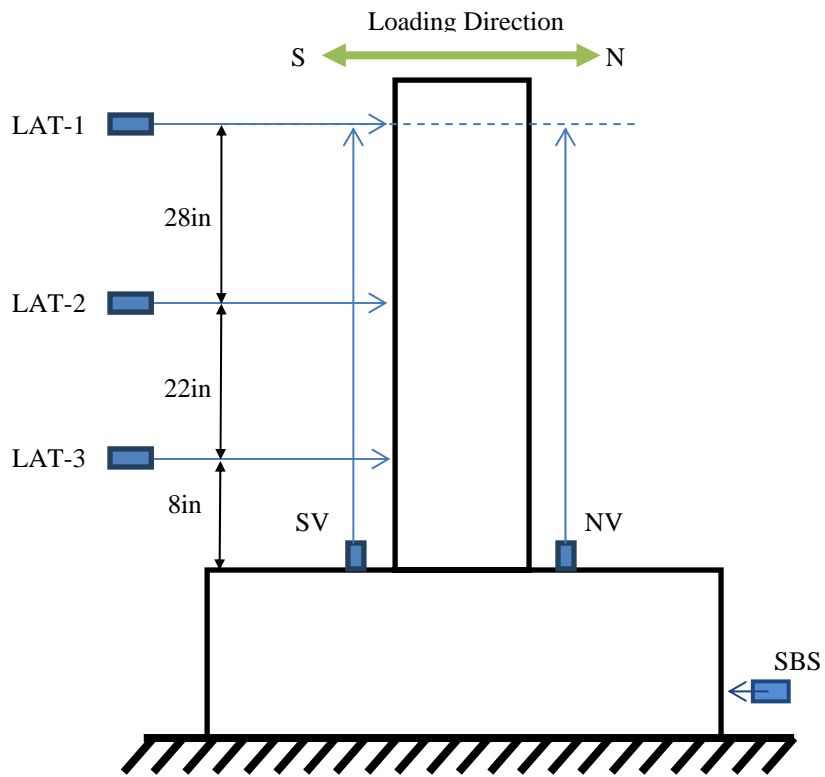 Loading Direction
S
N
LAT-1
28in
LAT-2
22in
LAT-3
8in
SV
NV
SBS